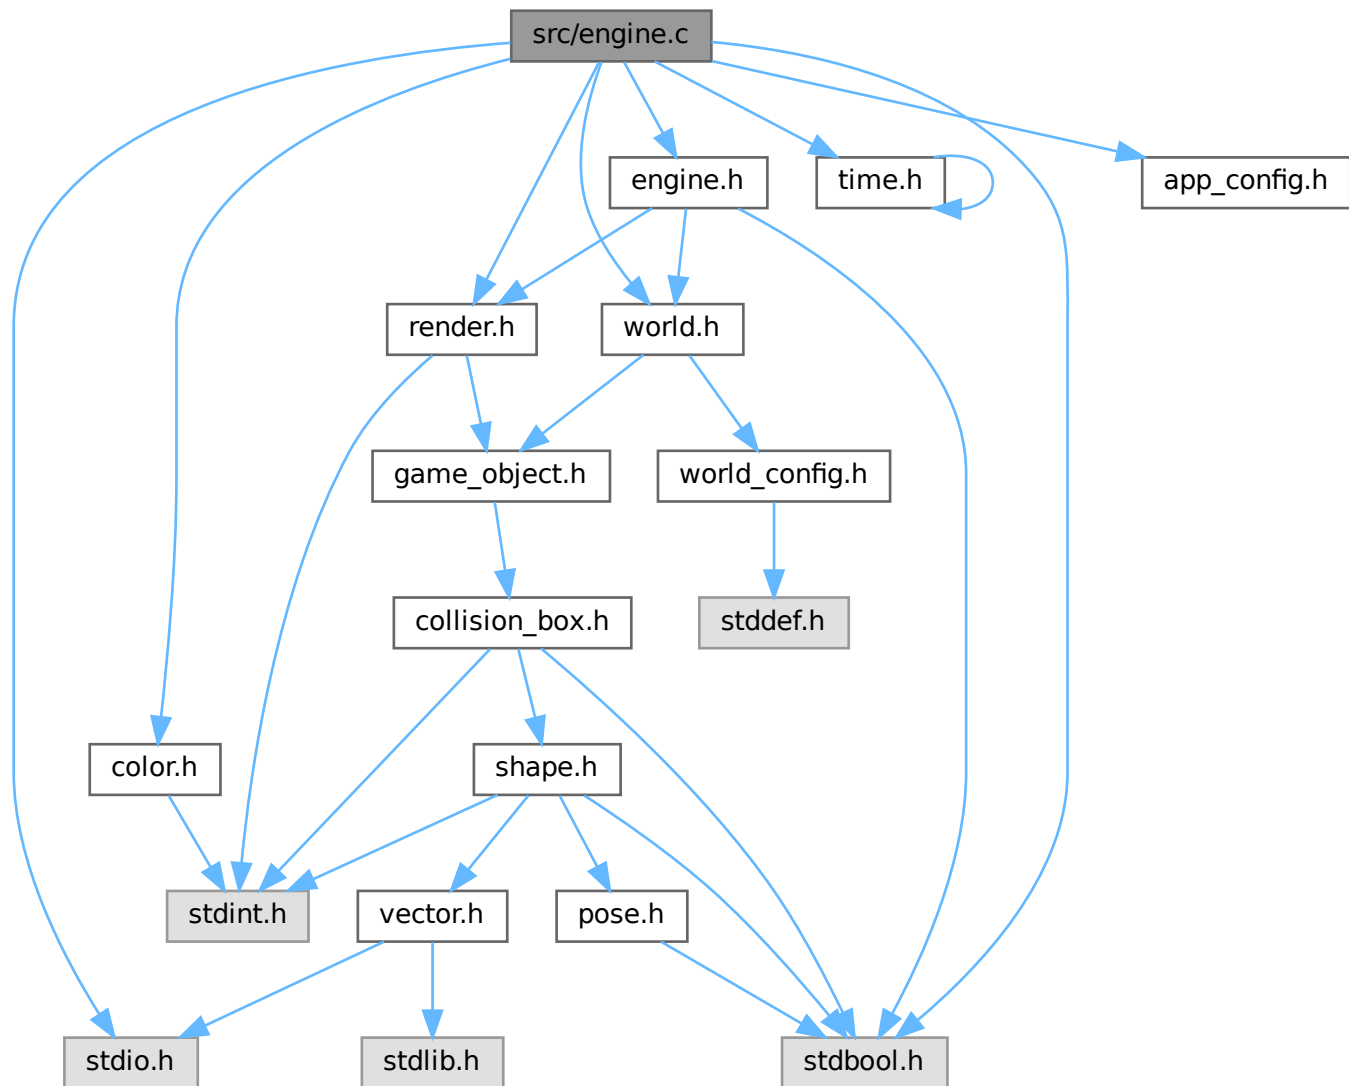 src/engine.c
engine.h
time.h
app_config.h
render.h
world.h
game_object.h
world_config.h
collision_box.h
stddef.h
color.h
shape.h
stdint.h
vector.h
pose.h
stdio.h
stdlib.h
stdbool.h